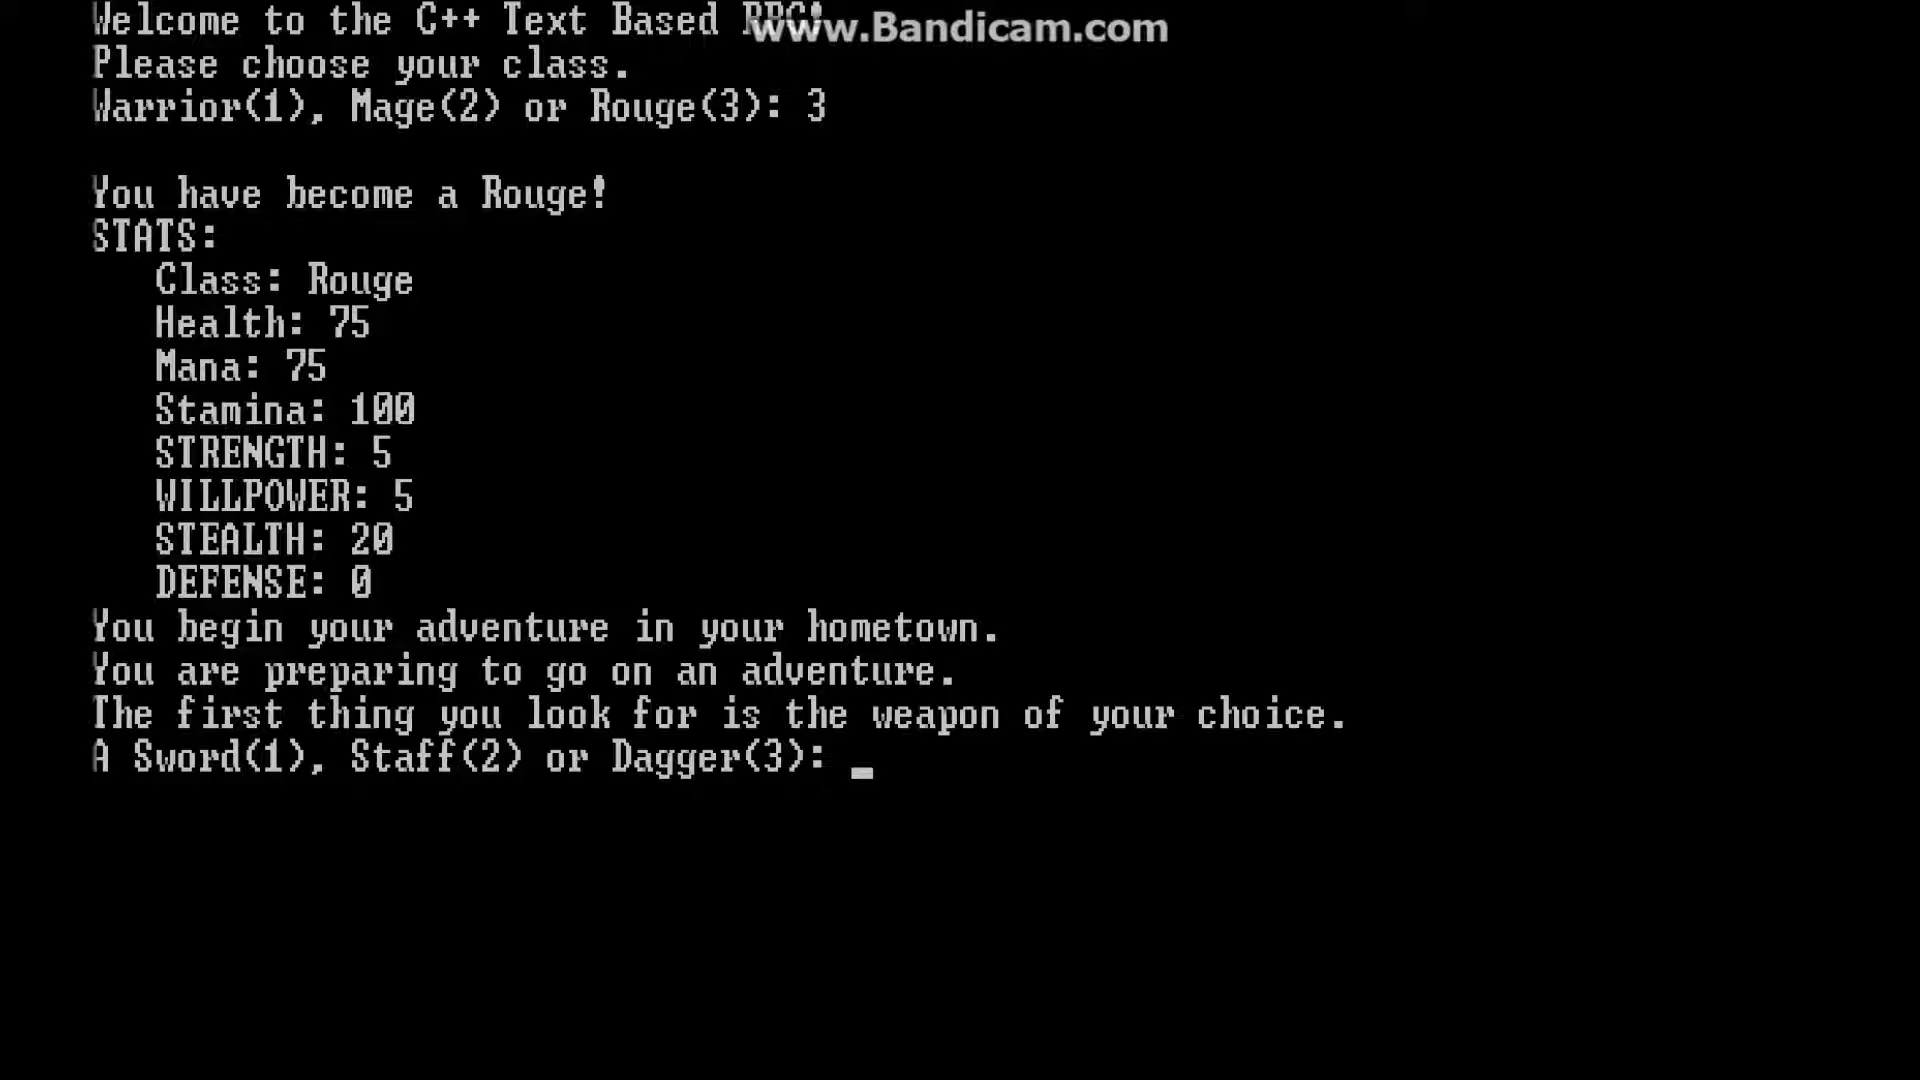 Welcome to the C++ Text Based RPG!
www.Bandicam.com
Please choose your class.
Warrior(1), Mage(2) or Rouge(3): 3
You have become a Rouge!
STATS:
Class: Rouge
Health: 75
Mana: 75
Stamina: 100
STRENGTH: 5
WILLPOWER: 5
STEALTH: 20
DEFENSE: 0
You begin your adventure in your hometown.
You are preparing to go on an adventure.
The first thing you look for is the weapon of your choice.
A Sword(1), Staff(2) or Dagger(3): _